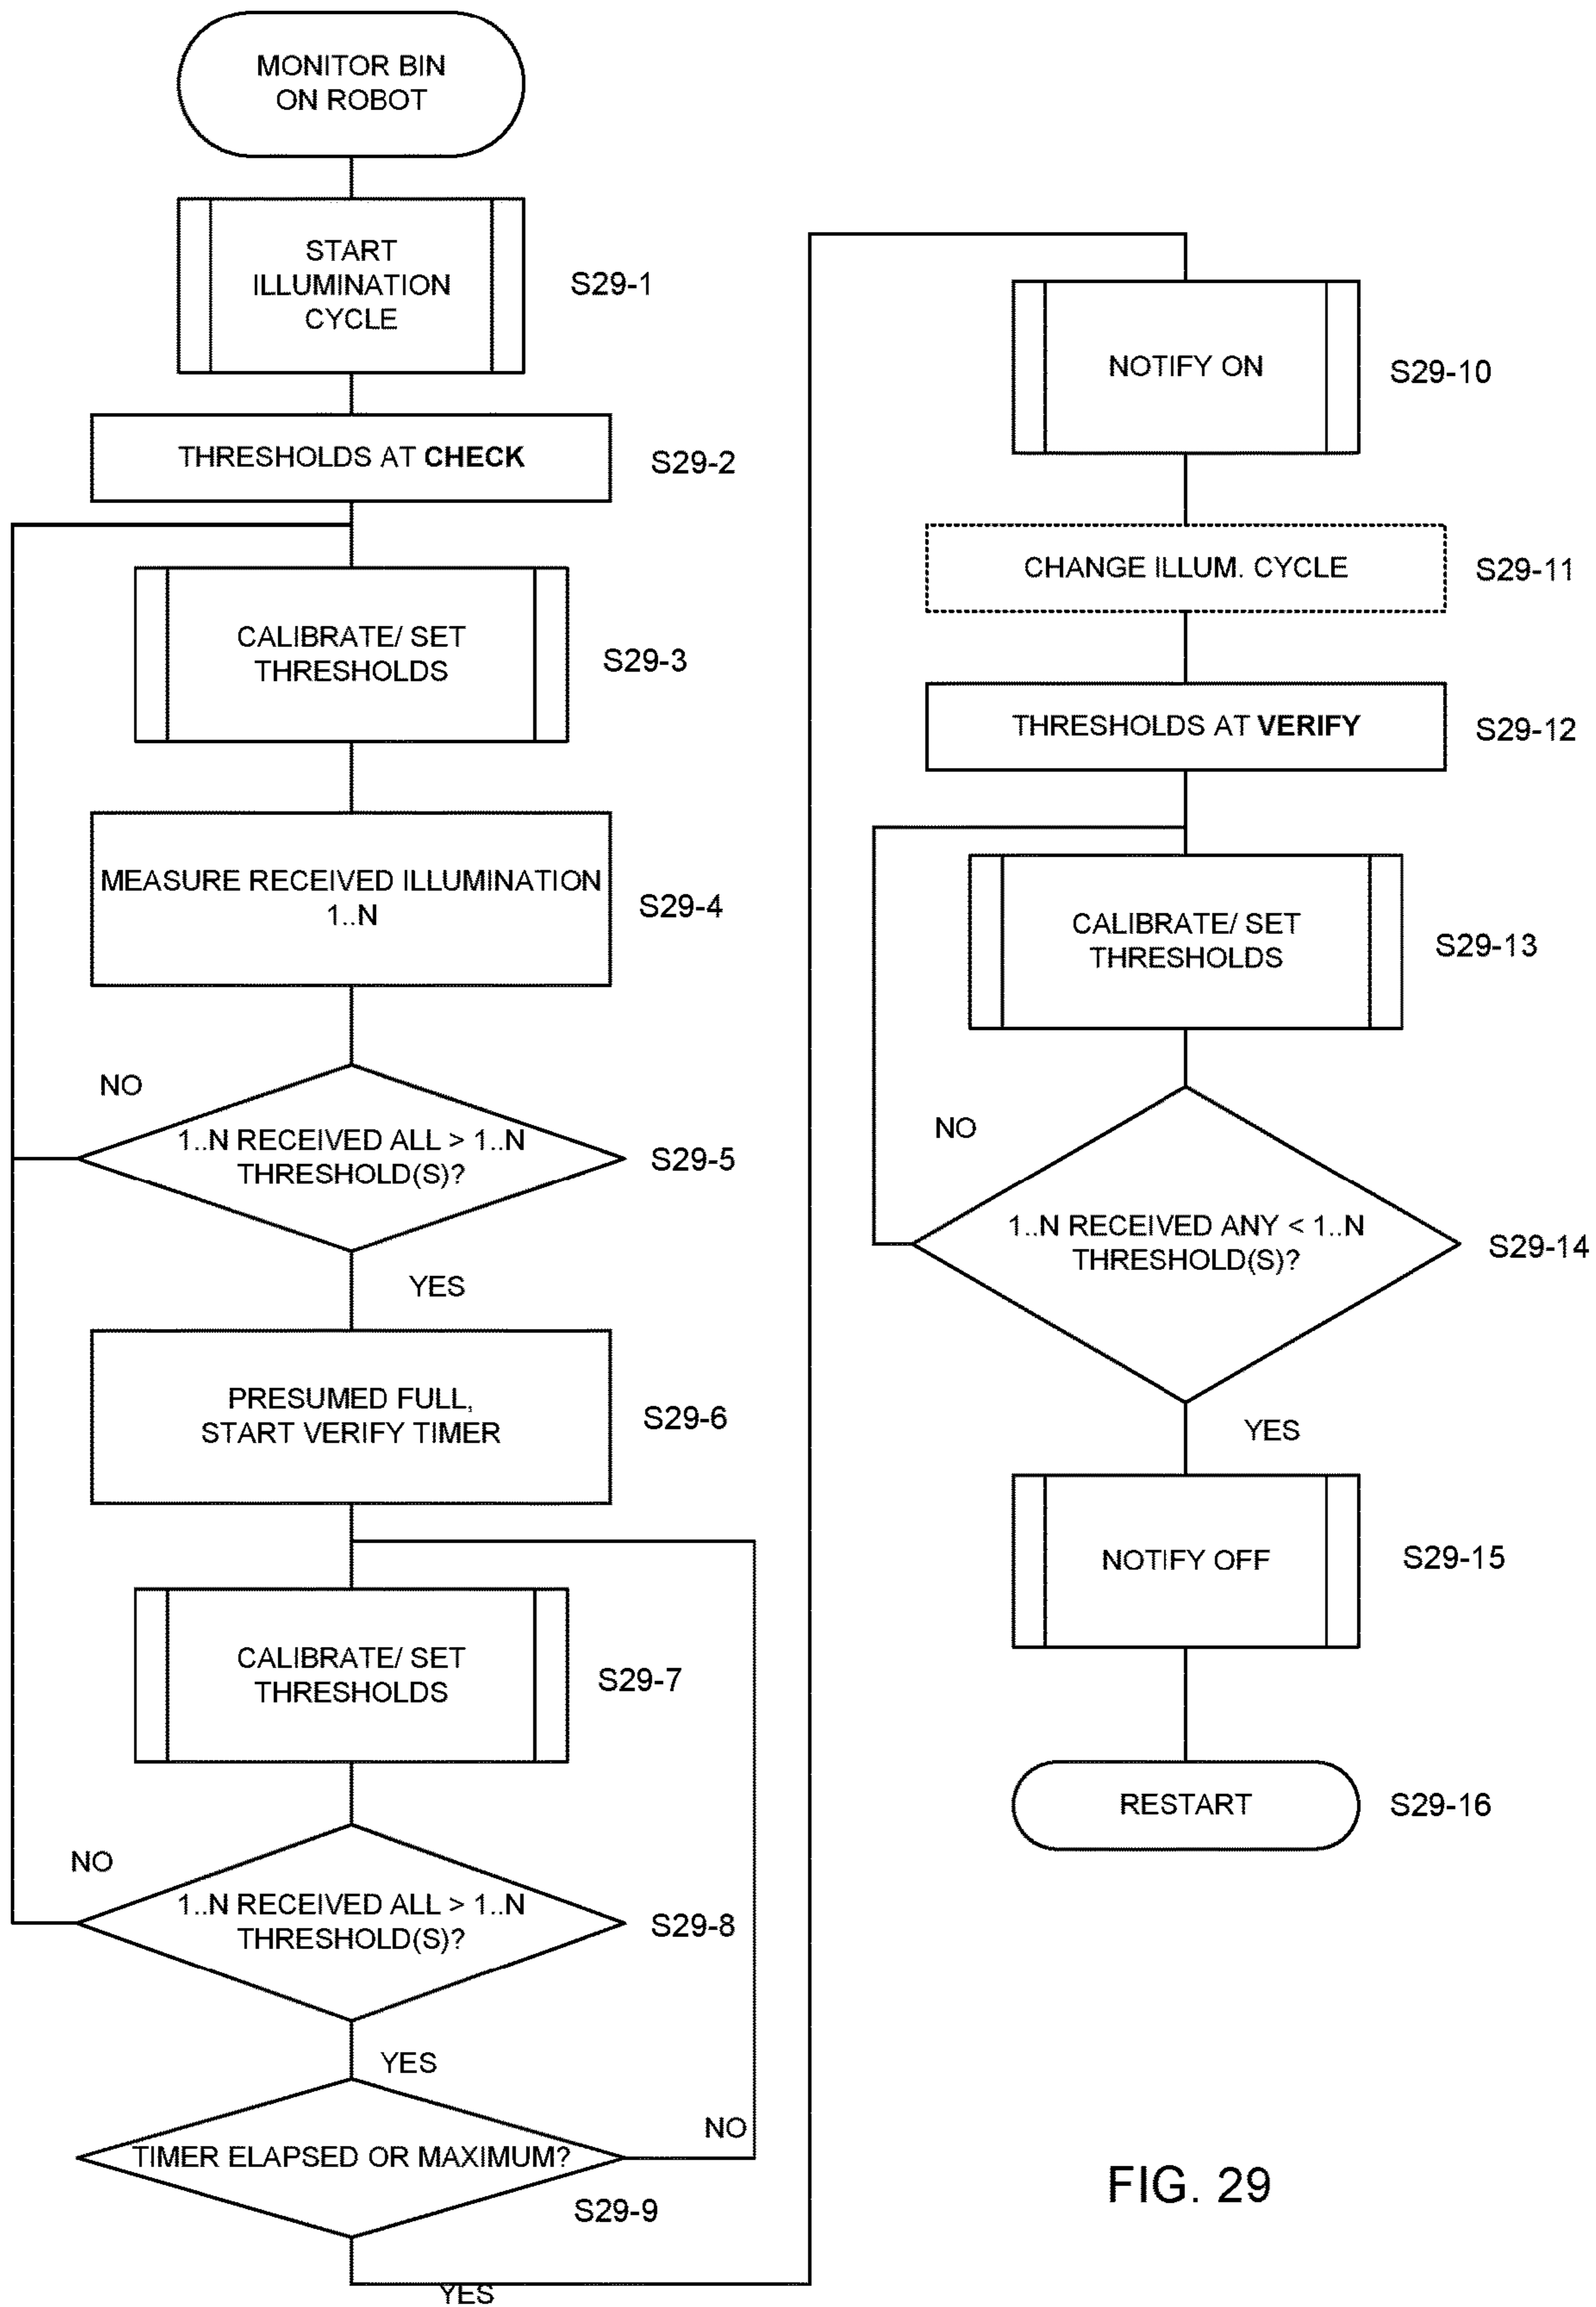 MONITOR BIN
ON ROBOT
START
ILLUMINATION
CYCLE
S29-1
THRESHOLDS AT CHECK
S29-2
CALIBRATE/ SET
THRESHOLDS
S29-3
MEASURE RECEIVED ILLUMINATION
1..N
S29-4
NO
1..N RECEIVED ALL > 1..N
THRESHOLD(S)?
S29-5
YES
PRESUMED FULL,
START VERIFY TIMER
S29-6
CALIBRATE/ SET
THRESHOLDS
S29-7
NO
1..N RECEIVED ALL > 1..N
THRESHOLD(S)?
S29-8
YES
NO
TIMER ELAPSED OR MAXIMUM?
S29-9
YES
NOTIFY ON
S29-10
CHANGE ILLUM. CYCLE
S29-11
THRESHOLDS AT VERIFY
S29-12
CALIBRATE/ SET
THRESHOLDS
S29-13
NO
1..N RECEIVED ANY < 1..N
THRESHOLD(S)?
S29-14
YES
NOTIFY OFF
S29-15
RESTART
S29-16
FIG. 29